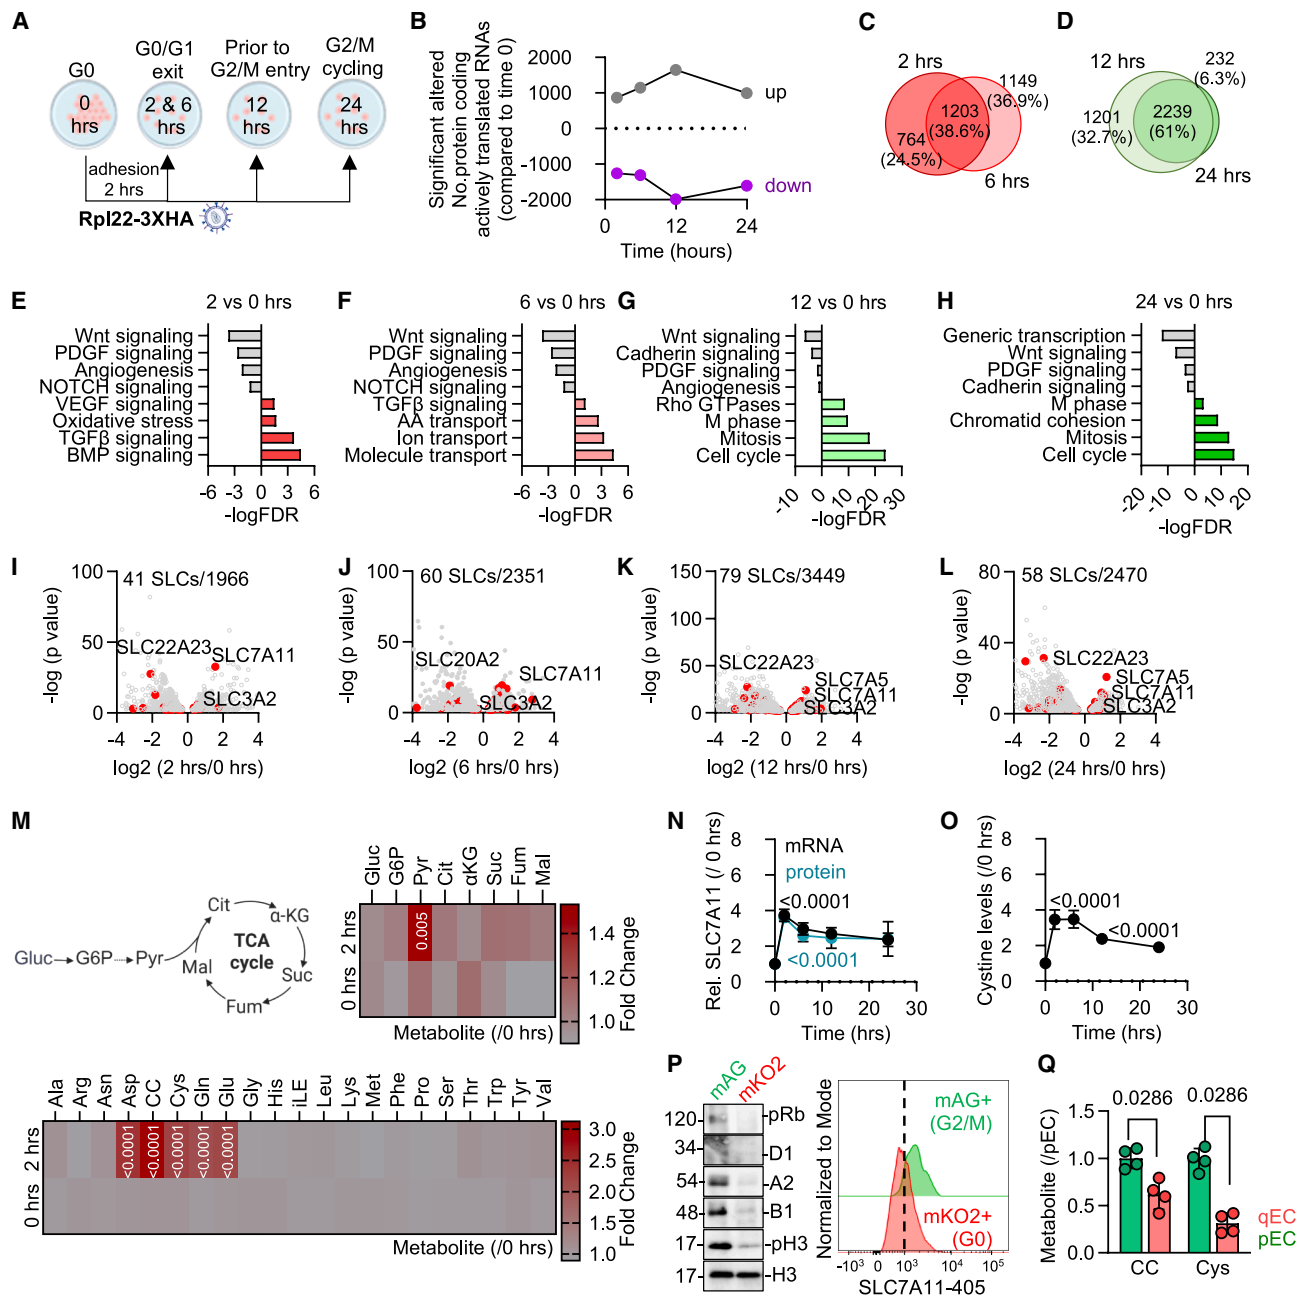 A
G0
G0/G1
exit
Prior to
G2/M entry
G2/M
cycling
0
hrs
2 & 6
hrs
12
hrs
24
hrs
adhesion
2 hrs
Rpl22-3XHA
B
Significant altered
No.protein coding
actively translated RNAs
(compared to time 0)
2000
1000
0
-1000
-2000
up
down
0
12
24
Time (hours)
C
2 hrs
1149
(36.9%)
1203
(38.6%)
764
(24.5%)
6 hrs
D
12 hrs
232
(6.3%)
1201
(32.7%)
2239
(61%)
24 hrs
E
2 vs 0 hrs
Wnt signaling
PDGF signaling
Angiogenesis
NOTCH signaling
VEGF signaling
Oxidative stress
TGFβ signaling
BMP signaling
-6 -3 0 3 6
-logFDR
F
6 vs 0 hrs
Wnt signaling
PDGF signaling
Angiogenesis
NOTCH signaling
TGFβ signaling
AA transport
Ion transport
Molecule transport
-6 -3 0 3 6
-logFDR
G
12 vs 0 hrs
Wnt signaling
Cadherin signaling
PDGF signaling
Angiogenesis
Rho GTPases
M phase
Mitosis
Cell cycle
-10 0 10 20 30
-logFDR
H
24 vs 0 hrs
Generic transcription
Wnt signaling
PDGF signaling
Cadherin signaling
M phase
Chromatid cohesion
Mitosis
Cell cycle
-20 -10 0 10 20
-logFDR
I
41 SLCs/1966
-log (p value)
100
50
0
SLC22A23
SLC7A11
SLC3A2
-4 -2 0 2 4
log2 (2 hrs/0 hrs)
J
60 SLCs/2351
-log (p value)
100
50
0
SLC20A2
SLC7A11
SLC3A2
-4 -2 0 2 4
log2 (6 hrs/0 hrs)
K
79 SLCs/3449
-log (p value)
150
100
50
0
SLC22A23
SLC7A5
SLC7A11
SLC3A2
-4 -2 0 2 4
log2 (12 hrs/0 hrs)
L
58 SLCs/2470
-log (p value)
80
40
0
SLC22A23
SLC7A5
SLC7A11
SLC3A2
-4 -2 0 2 4
log2 (24 hrs/0 hrs)
M
Gluc
G6P
Pyr
Cit
α-KG
Suc
Fum
Mal
TCA
cycle
Gluc G6P Pyr Cit αKG Suc Fum Mal
2 hrs
0 hrs
0.005
Metabolite (/0 hrs)
1.4
1.2
1.0
Fold Change
Ala Arg Asn Asp CC Cys Gln Glu Gly His iLE Leu Lys Met Phe Pro Ser Thr Trp Tyr Val
2 hrs
0 hrs
<0.0001 <0.0001 <0.0001 <0.0001 <0.0001
Metabolite (/0 hrs)
3.0
2.5
2.0
1.5
1.0
Fold Change
N
Rel. SLC7A11 (/ 0 hrs)
8
6
4
2
0
mRNA
protein
<0.0001
<0.0001
0 10 20 30
Time (hrs)
O
Cystine levels (/0 hrs)
8
6
4
2
0
<0.0001
<0.0001
0 10 20 30
Time (hrs)
P
mAG
mKO2
120
-pRb
34
-D1
54
-A2
48
-B1
17
-pH3
17
-H3
Normalized to Mode
mAG+
(G2/M)
mKO2+
(G0)
-10³ 10³ 10⁴ 10⁵
SLC7A11-405
Q
Metabolite (/pEC)
1.5
1.0
0.5
0.0
0.0286
0.0286
CC
Cys
qEC
pEC